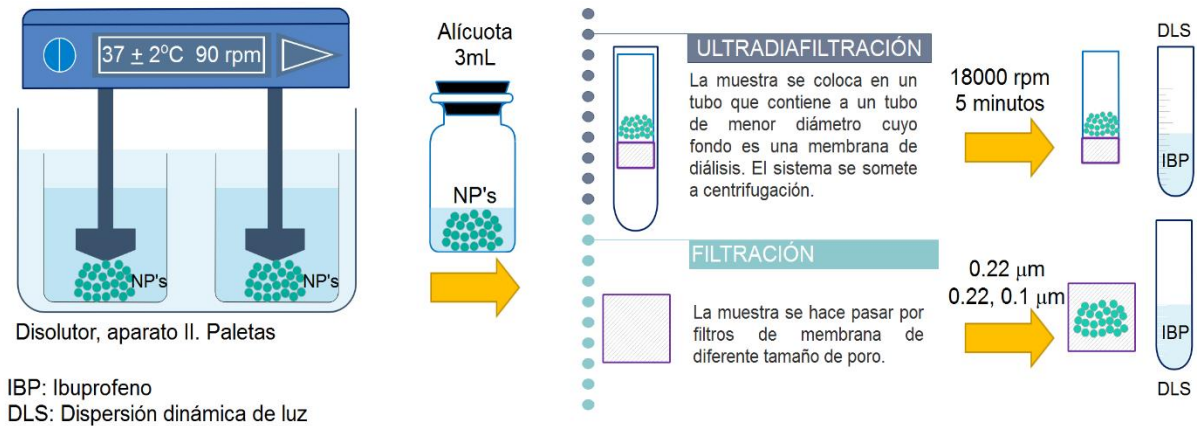 37 ± 2°C 90 rpm
NP's
NP's
Disolutor, aparato II. Paletas
IBP: Ibuprofeno
DLS: Dispersión dinámica de luz
Alícuota
3mL
NP's
ULTRADIAFILTRACIÓN
La muestra se coloca en un
tubo que contiene a un tubo
de menor diámetro cuyo
fondo es una membrana de
diálisis. El sistema se somete
a centrifugación.
18000 rpm
5 minutos
DLS
IBP
FILTRACIÓN
La muestra se hace pasar por
filtros de membrana de
diferente tamaño de poro.
0.22 μm
0.22, 0.1 μm
IBP
DLS